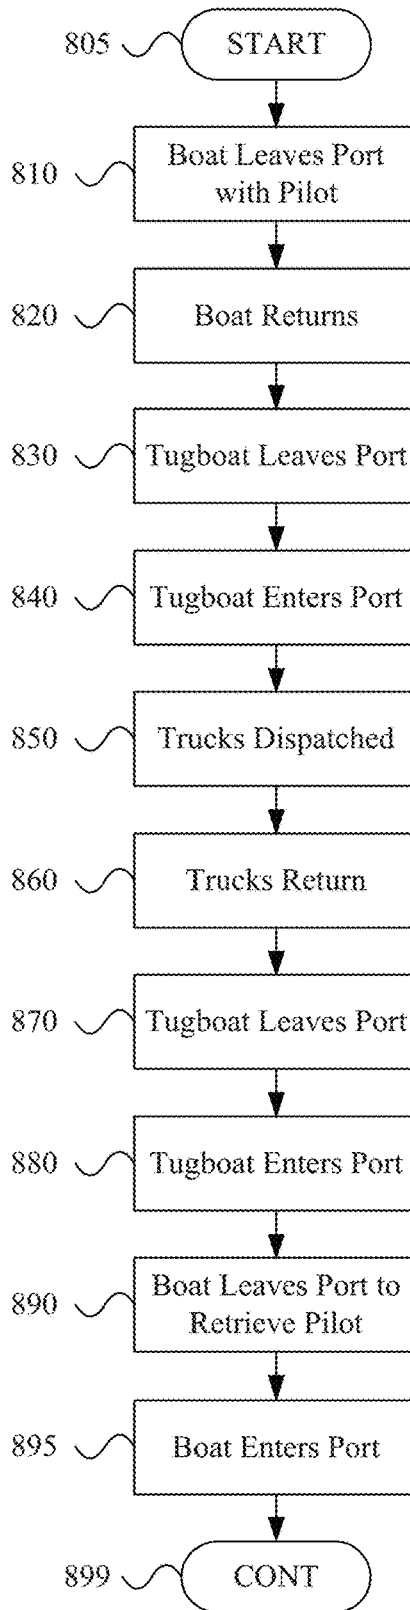 805 START
810 Boat Leaves Port
with Pilot
820 Boat Returns
830 Tugboat Leaves Port
840 Tugboat Enters Port
850 Trucks Dispatched
860 Trucks Return
870 Tugboat Leaves Port
880 Tugboat Enters Port
890 Boat Leaves Port to
Retrieve Pilot
895 Boat Enters Port
899 CONT